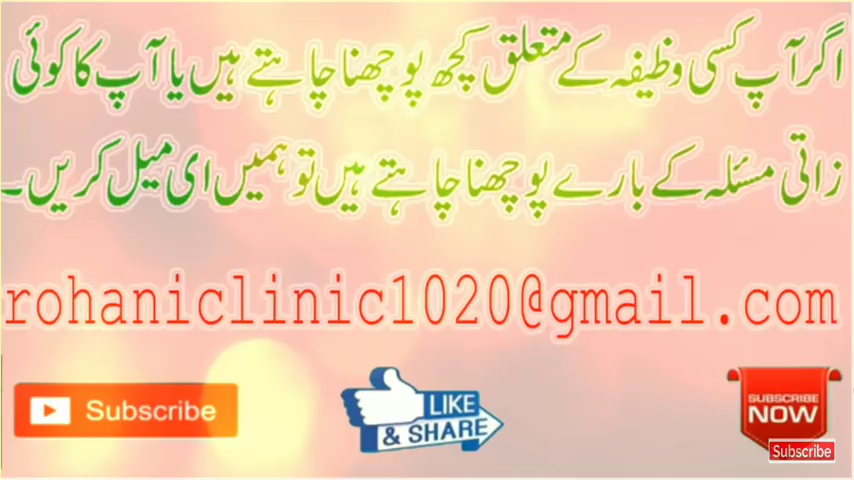 اگر آپ کسی وظیفہ کے متعلق کچھ پوچھنا چاہتے ہیں یا آپ کا کوئی
زاتی مسئلہ کے بارے پوچھنا چاہتے ہیں تو ہمیں ای میل کریں۔
rohaniclinic1020@gmail.com
Subscribe
LIKE
& SHARE
SUBSCRIBE
NOW
Subscribe